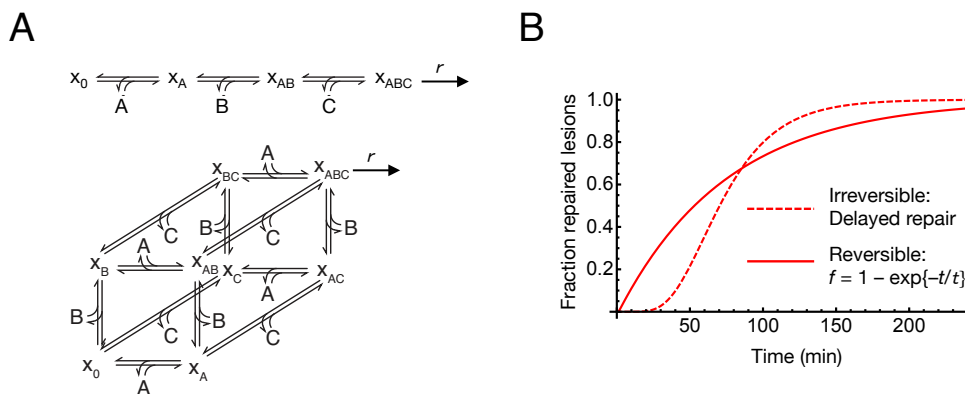 A
x0 xA xAB xABC r
A B C
A r
xBC xABC
C B C B
A
xB xAB xC xAC
A
B C B C
x0 xA
A
B
Fraction repaired lesions
1.0
0.8
0.6
0.4
0.2
50 100 150 200
Time (min)
Irreversible:
Delayed repair
Reversible:
f = 1 – exp{–t/t}